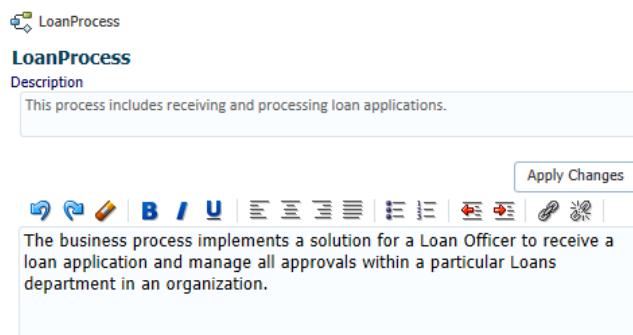 LoanProcess
LoanProcess
Description
This process includes receiving and processing loan applications.
Apply Changes
B I U
The business process implements a solution for a Loan Officer to receive a
loan application and manage all approvals within a particular Loans
department in an organization.